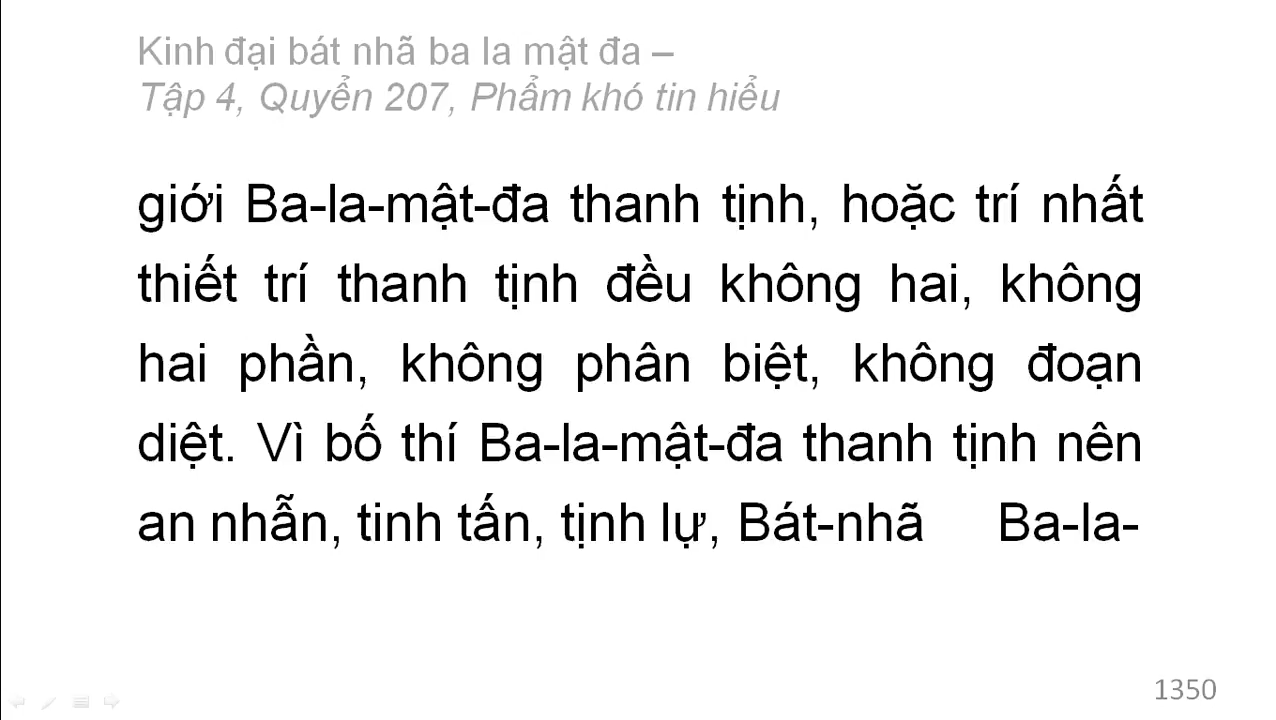 Kinh đại bát nhã ba la mật đa –
Tập 4, Quyển 207, Phẩm khó tin hiểu
giới Ba-la-mật-đa thanh tịnh, hoặc trí nhất
thiết trí thanh tịnh đều không hai, không
hai phần, không phân biệt, không đoạn
diệt. Vì bố thí Ba-la-mật-đa thanh tịnh nên
an nhẫn, tinh tấn, tịnh lự, Bát-nhã Ba-la-
1350